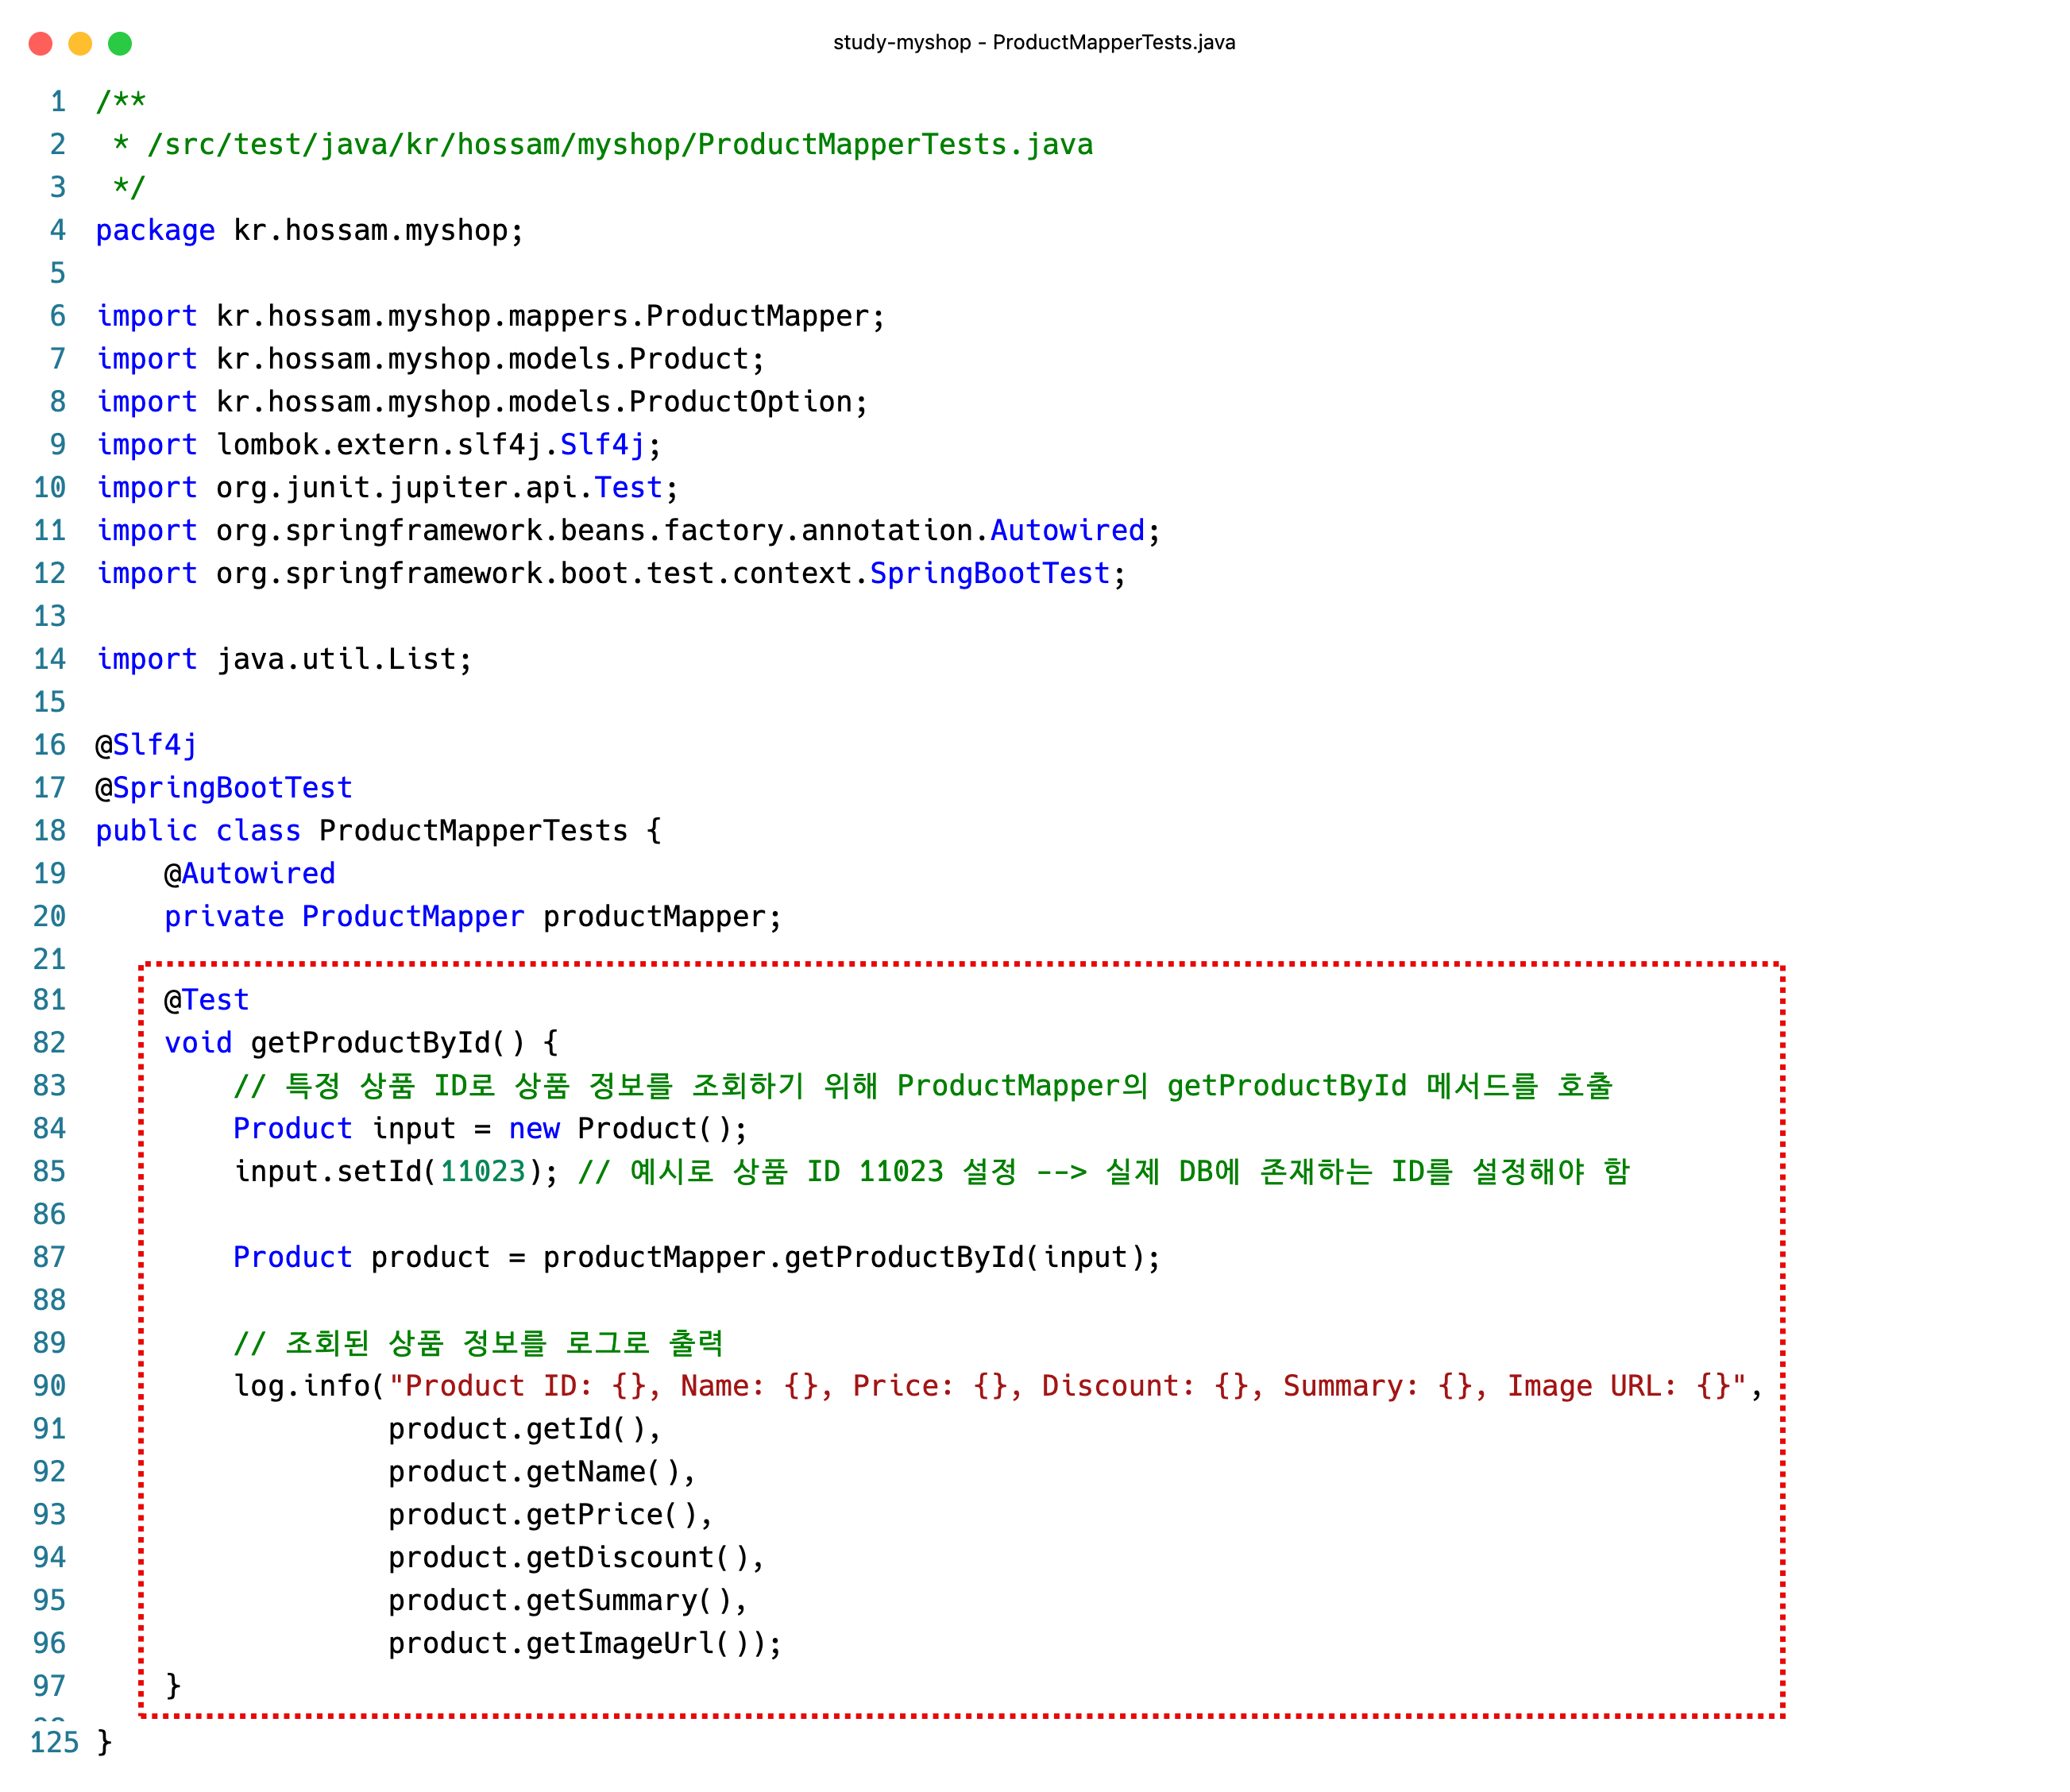 study-myshop - ProductMapperTests.java
1 /**
2  * /src/test/java/kr/hossam/myshop/ProductMapperTests.java
3  */
4 package kr.hossam.myshop;
5
6 import kr.hossam.myshop.mappers.ProductMapper;
7 import kr.hossam.myshop.models.Product;
8 import kr.hossam.myshop.models.ProductOption;
9 import lombok.extern.slf4j.Slf4j;
10 import org.junit.jupiter.api.Test;
11 import org.springframework.beans.factory.annotation.Autowired;
12 import org.springframework.boot.test.context.SpringBootTest;
13
14 import java.util.List;
15
16 @Slf4j
17 @SpringBootTest
18 public class ProductMapperTests {
19     @Autowired
20     private ProductMapper productMapper;
21
81     @Test
82     void getProductById() {
83         // 특정 상품 ID로 상품 정보를 조회하기 위해 ProductMapper의 getProductById 메서드를 호출
84         Product input = new Product();
85         input.setId(11023); // 예시로 상품 ID 11023 설정 --> 실제 DB에 존재하는 ID를 설정해야 함
86
87         Product product = productMapper.getProductById(input);
88
89         // 조회된 상품 정보를 로그로 출력
90         log.info("Product ID: {}, Name: {}, Price: {}, Discount: {}, Summary: {}, Image URL: {}",
91                  product.getId(),
92                  product.getName(),
93                  product.getPrice(),
94                  product.getDiscount(),
95                  product.getSummary(),
96                  product.getImageUrl());
97     }
125 }